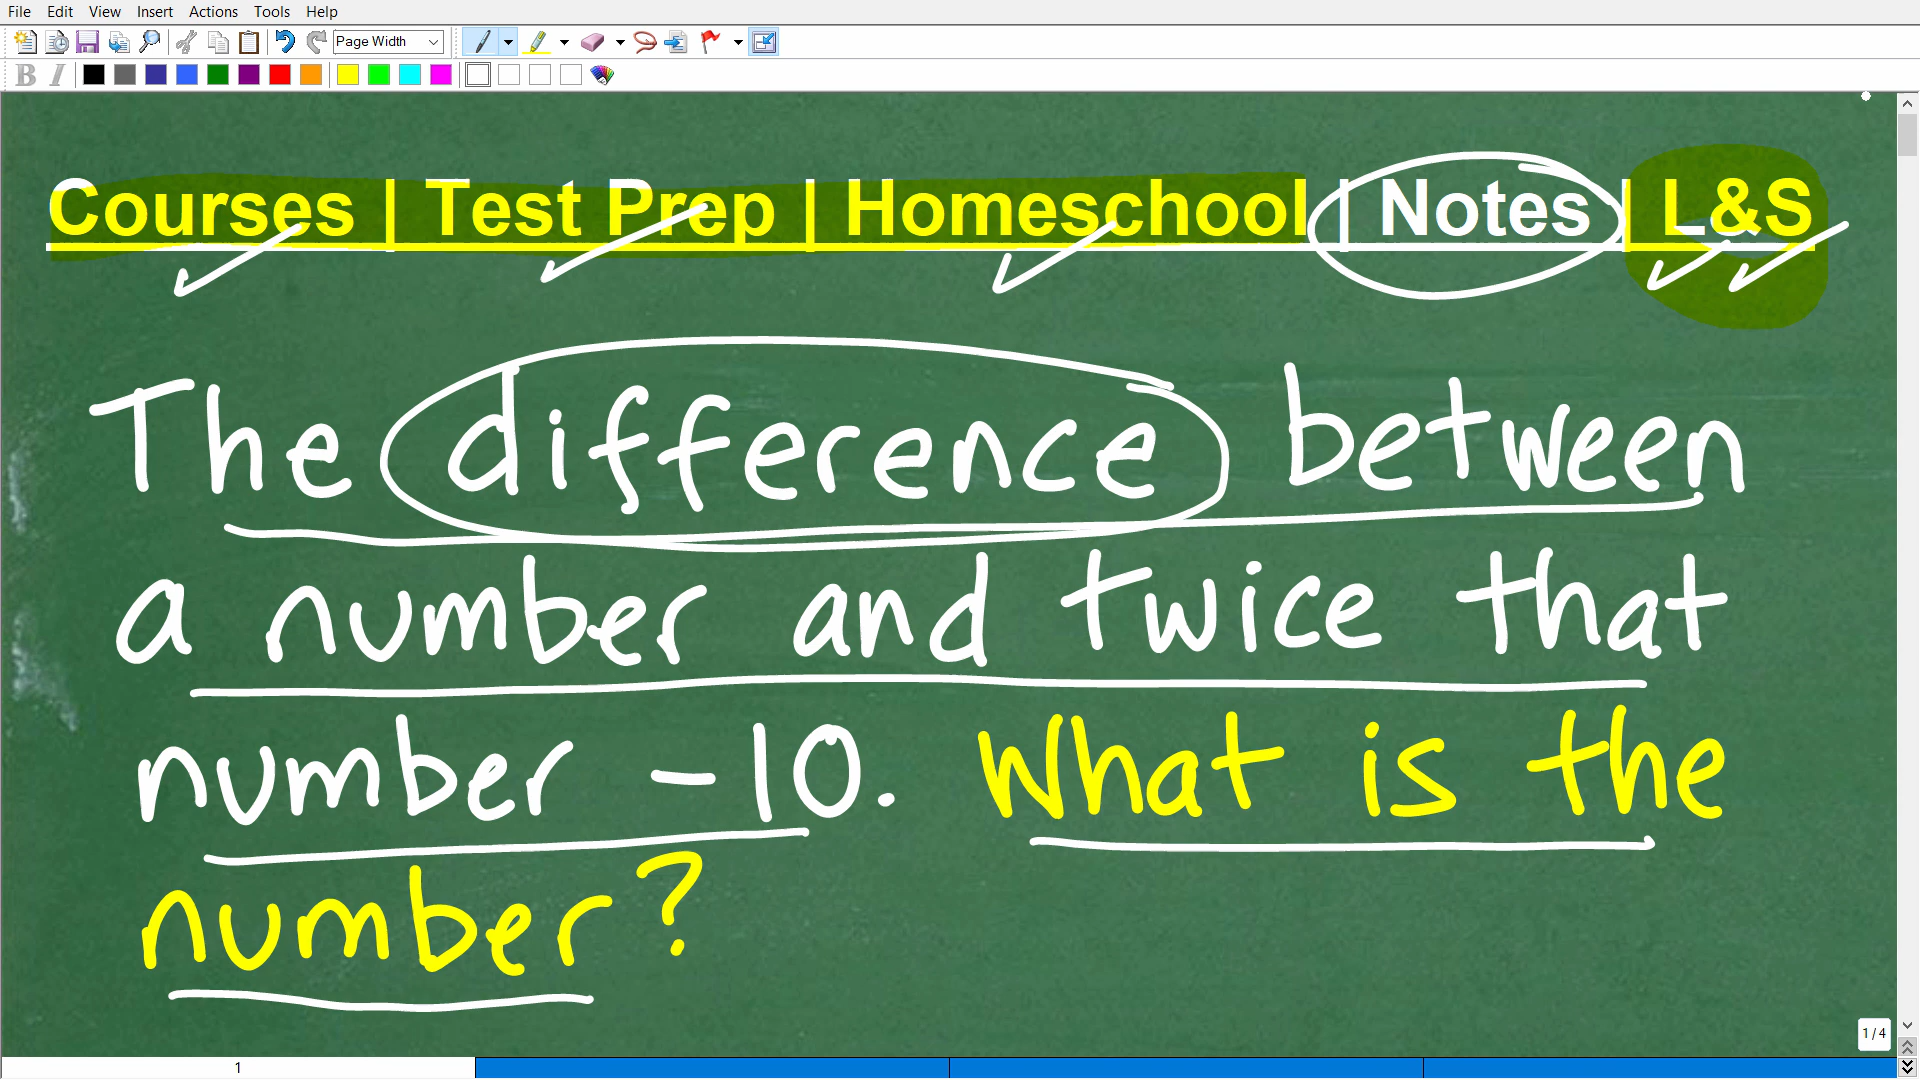 File Edit View Insert Actions Tools Help
Page Width
B I
Courses | Test Prep | Homeschool | Notes | L&S
The difference between
a number and twice that
number -10. What is the
number?
1 / 4
1